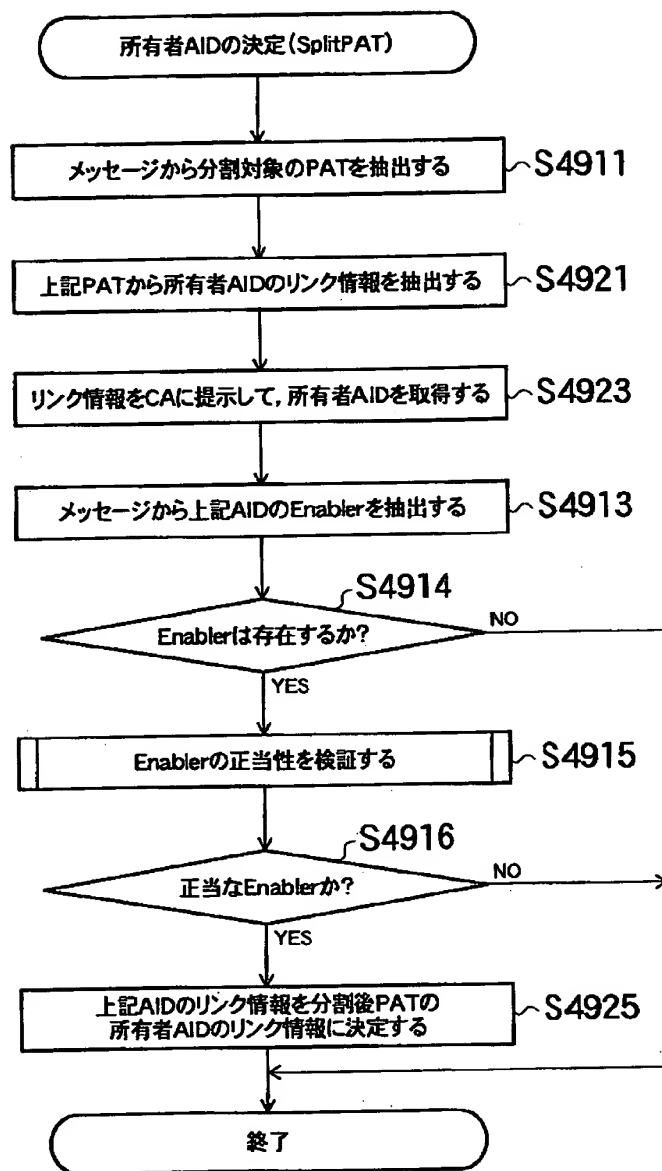 所有者AIDの決定(SplitPAT)
メッセージから分割対象のPATを抽出する
S4911
上記PATから所有者AIDのリンク情報を抽出する
S4921
リンク情報をCAに提示して,所有者AIDを取得する
S4923
メッセージから上記AIDのEnablerを抽出する
S4913
S4914
Enablerは存在するか?
NO
YES
Enablerの正当性を検証する
S4915
S4916
正当なEnablerか?
NO
YES
上記AIDのリンク情報を分割後PATの
所有者AIDのリンク情報に決定する
S4925
終了